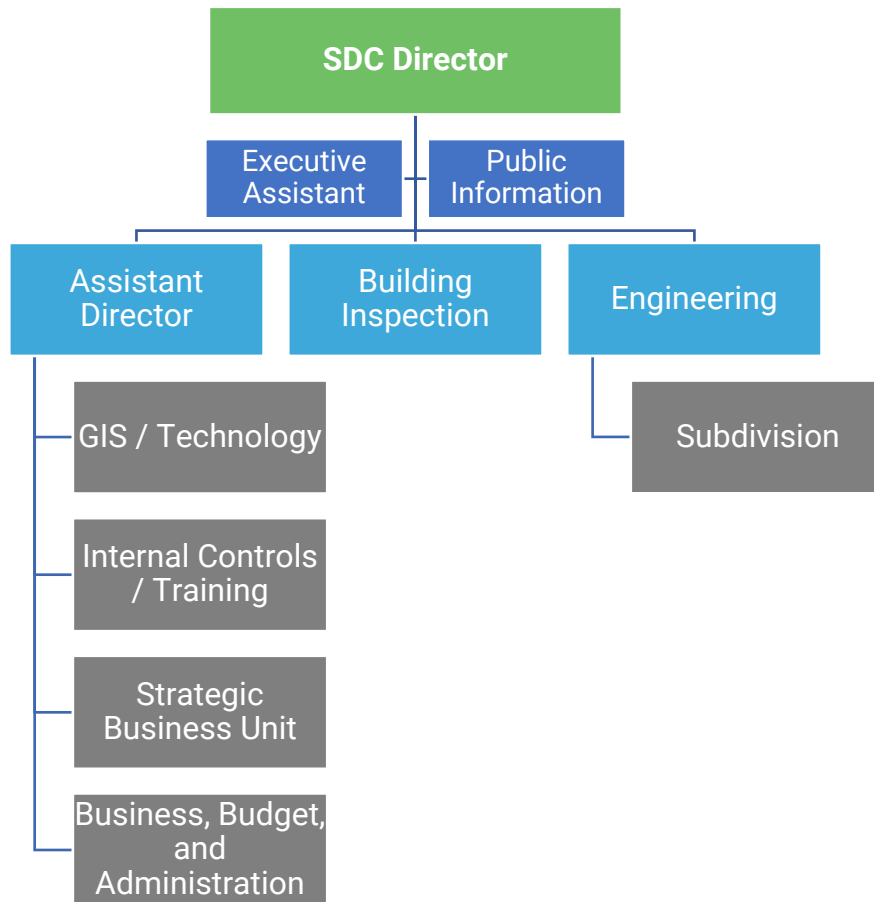 SDC Director
Executive
Assistant
Public
Information
Assistant
Director
Building
Inspection
Engineering
GIS / Technology
Subdivision
Internal Controls
/ Training
Strategic
Business Unit
Business, Budget,
and
Administration